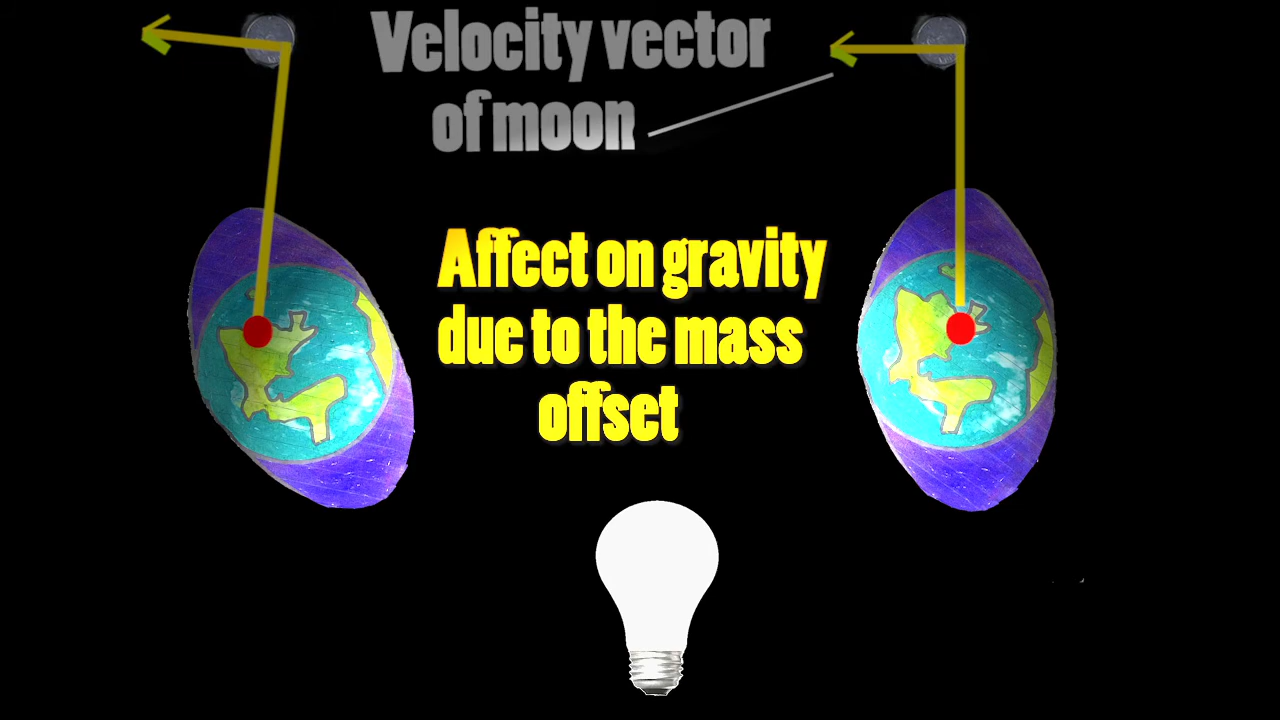 Velocity vector
of moon
Affect on gravity
due to the mass
offset